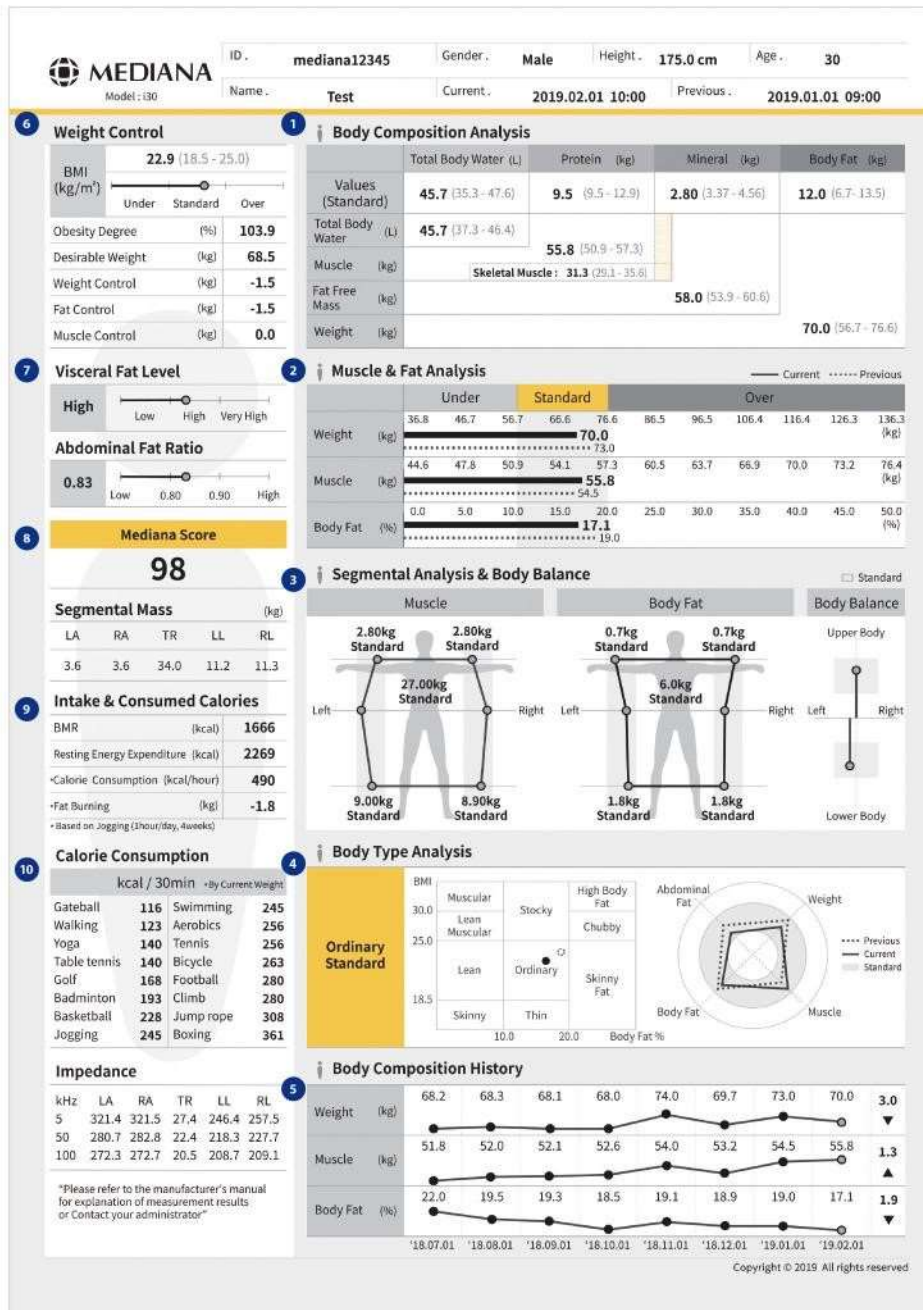 MEDIANA
Model : i30
ID . mediana12345 Gender . Male Height . 175.0 cm Age . 30
Name . Test Current . 2019.02.01 10:00 Previous . 2019.01.01 09:00
6 Weight Control
BMI (kg/m²) 22.9 (18.5 - 25.0)
Under Standard Over
Obesity Degree (%) 103.9
Desirable Weight (kg) 68.5
Weight Control (kg) -1.5
Fat Control (kg) -1.5
Muscle Control (kg) 0.0
7 Visceral Fat Level
High Low High Very High
Abdominal Fat Ratio
0.83 Low 0.80 0.90 High
8 Mediana Score
98
Segmental Mass (kg)
LA RA TR LL RL
3.6 3.6 34.0 11.2 11.3
9 Intake & Consumed Calories
BMR (kcal) 1666
Resting Energy Expenditure (kcal) 2269
•Calorie Consumption (kcal/hour) 490
•Fat Burning (kg) -1.8
• Based on Jogging (1hour/day, 4weeks)
10 Calorie Consumption
kcal / 30min •By Current Weight
Gateball 116 Swimming 245
Walking 123 Aerobics 256
Yoga 140 Tennis 256
Table tennis 140 Bicycle 263
Golf 168 Football 280
Badminton 193 Climb 280
Basketball 228 Jump rope 308
Jogging 245 Boxing 361
Impedance
kHz LA RA TR LL RL
5 321.4 321.5 27.4 246.4 257.5
50 280.7 282.8 22.4 218.3 227.7
100 272.3 272.7 20.5 208.7 209.1
"Please refer to the manufacturer's manual
for explanation of measurement results
or Contact your administrator"
1 Body Composition Analysis
Total Body Water (L) Protein (kg) Mineral (kg) Body Fat (kg)
Values (Standard) 45.7 (35.3 - 47.6) 9.5 (9.5 - 12.9) 2.80 (3.37 - 4.56) 12.0 (6.7- 13.5)
Total Body Water (L) 45.7 (37.3 - 46.4)
Muscle (kg) 55.8 (50.9 - 57.3)
Skeletal Muscle : 31.3 (29.1 - 35.6)
Fat Free Mass (kg) 58.0 (53.9 - 60.6)
Weight (kg) 70.0 (56.7 - 76.6)
2 Muscle & Fat Analysis
Current Previous
Under Standard Over
36.8 46.7 56.7 66.6 76.6 86.5 96.5 106.4 116.4 126.3 136.3 (kg)
Weight (kg) 70.0
73.0
44.6 47.8 50.9 54.1 57.3 60.5 63.7 66.9 70.0 73.2 76.4 (kg)
Muscle (kg) 55.8
54.5
0.0 5.0 10.0 15.0 20.0 25.0 30.0 35.0 40.0 45.0 50.0 (%)
Body Fat (%) 17.1
19.0
3 Segmental Analysis & Body Balance
Standard
Muscle Body Fat Body Balance
2.80kg Standard 2.80kg Standard
27.00kg Standard
Left Right
9.00kg Standard 8.90kg Standard
0.7kg Standard 0.7kg Standard
6.0kg Standard
Left Right
1.8kg Standard 1.8kg Standard
Upper Body
Left Right
Lower Body
4 Body Type Analysis
Ordinary Standard
BMI
30.0
25.0
18.5
Muscular Stocky High Body Fat
Lean Muscular Chubby
Lean Ordinary Skinny Fat
Skinny Thin
10.0 20.0 Body Fat %
Abdominal Fat Weight
Body Fat Muscle
Previous
Current
Standard
5 Body Composition History
Weight (kg) 68.2 68.3 68.1 68.0 74.0 69.7 73.0 70.0 3.0 ▼
Muscle (kg) 51.8 52.0 52.1 52.6 54.0 53.2 54.5 55.8 1.3 ▲
Body Fat (%) 22.0 19.5 19.3 18.5 19.1 18.9 19.0 17.1 1.9 ▼
'18.07.01 '18.08.01 '18.09.01 '18.10.01 '18.11.01 '18.12.01 '19.01.01 '19.02.01
Copyright © 2019 All rights reserved